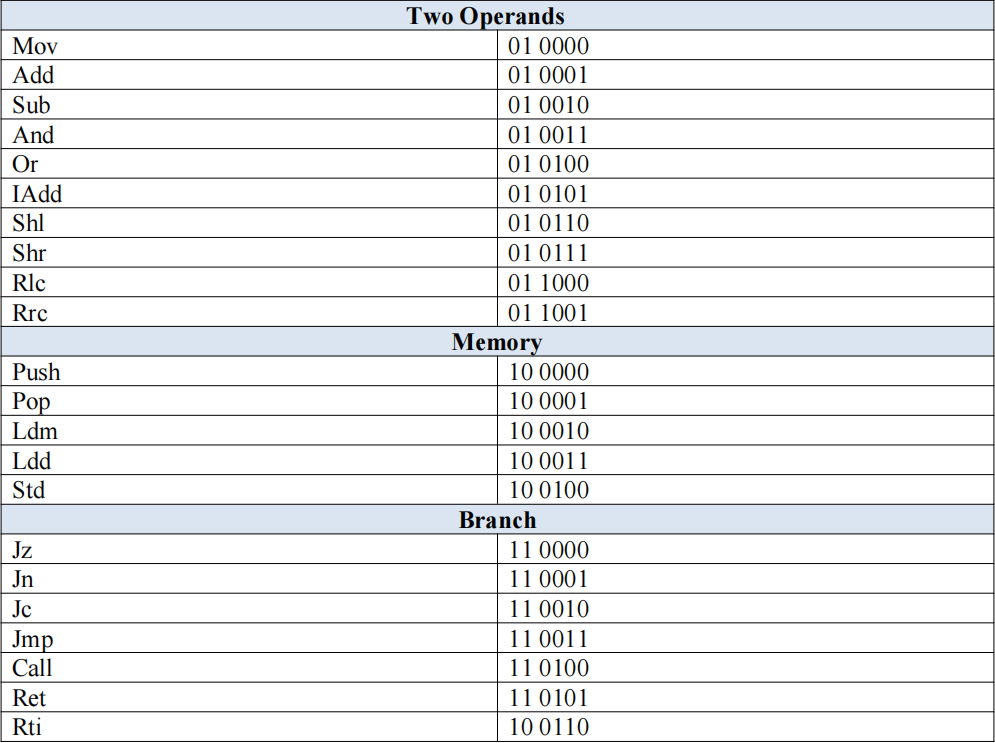 Two Operands
Mov 01 0000
Add 01 0001
Sub 01 0010
And 01 0011
Or 01 0100
IAdd 01 0101
Shl 01 0110
Shr 01 0111
Rlc 01 1000
Rrc 01 1001
Memory
Push 10 0000
Pop 10 0001
Ldm 10 0010
Ldd 10 0011
Std 10 0100
Branch
Jz 11 0000
Jn 11 0001
Jc 11 0010
Jmp 11 0011
Call 11 0100
Ret 11 0101
Rti 10 0110